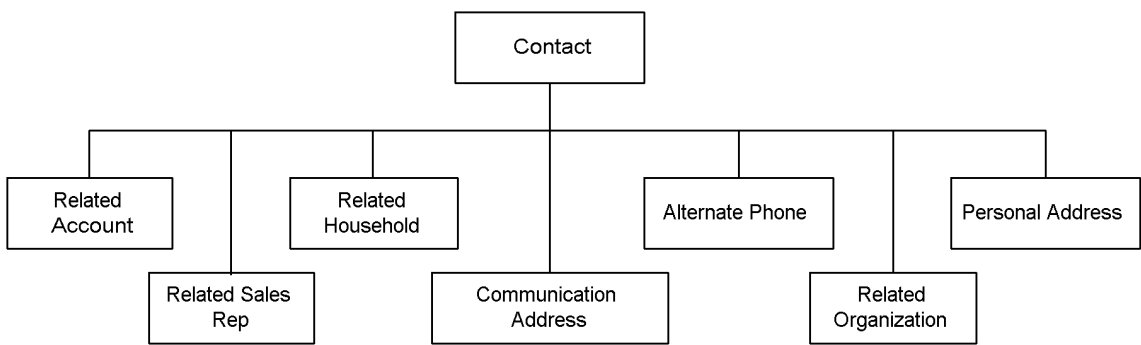 Contact
Related
Account
Related
Household
Alternate Phone
Personal Address
Related Sales
Rep
Communication
Address
Related
Organization